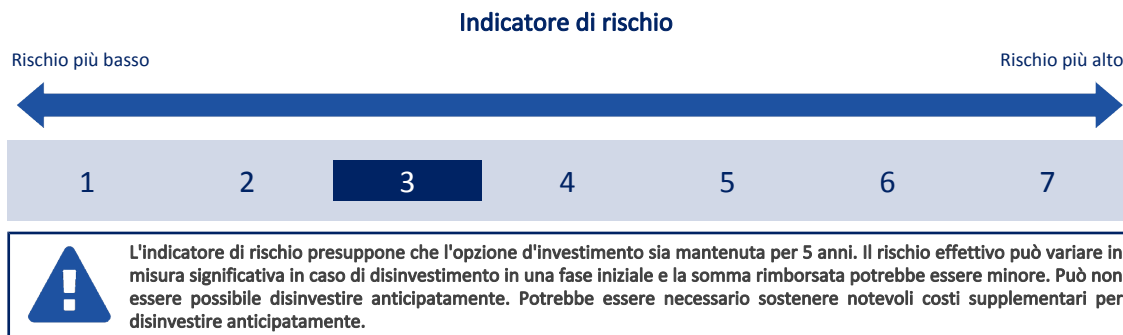 Indicatore di rischio
Rischio più basso Rischio più alto
1 2 3 4 5 6 7
L'indicatore di rischio presuppone che l'opzione d'investimento sia mantenuta per 5 anni. Il rischio effettivo può variare in
misura significativa in caso di disinvestimento in una fase iniziale e la somma rimborsata potrebbe essere minore. Può non
essere possibile disinvestire anticipatamente. Potrebbe essere necessario sostenere notevoli costi supplementari per
disinvestire anticipatamente.